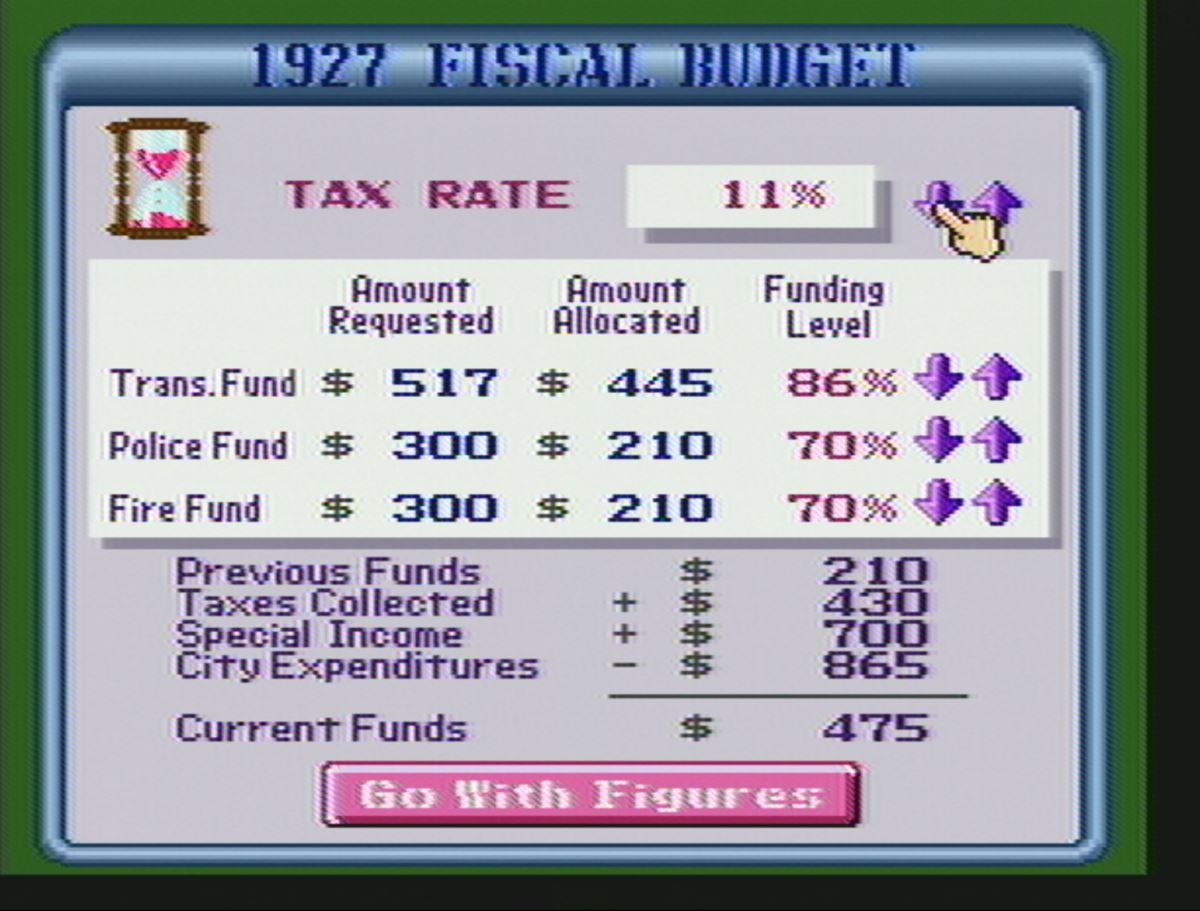 1927 FISCAL BUDGET
TAX RATE 11%
Amount Requested Amount Allocated Funding Level
Trans.Fund $ 517 $ 445 86%
Police Fund $ 300 $ 210 70%
Fire Fund $ 300 $ 210 70%
Previous Funds $ 210
Taxes Collected + $ 430
Special Income + $ 700
City Expenditures - $ 865
Current Funds $ 475
Go With Figures